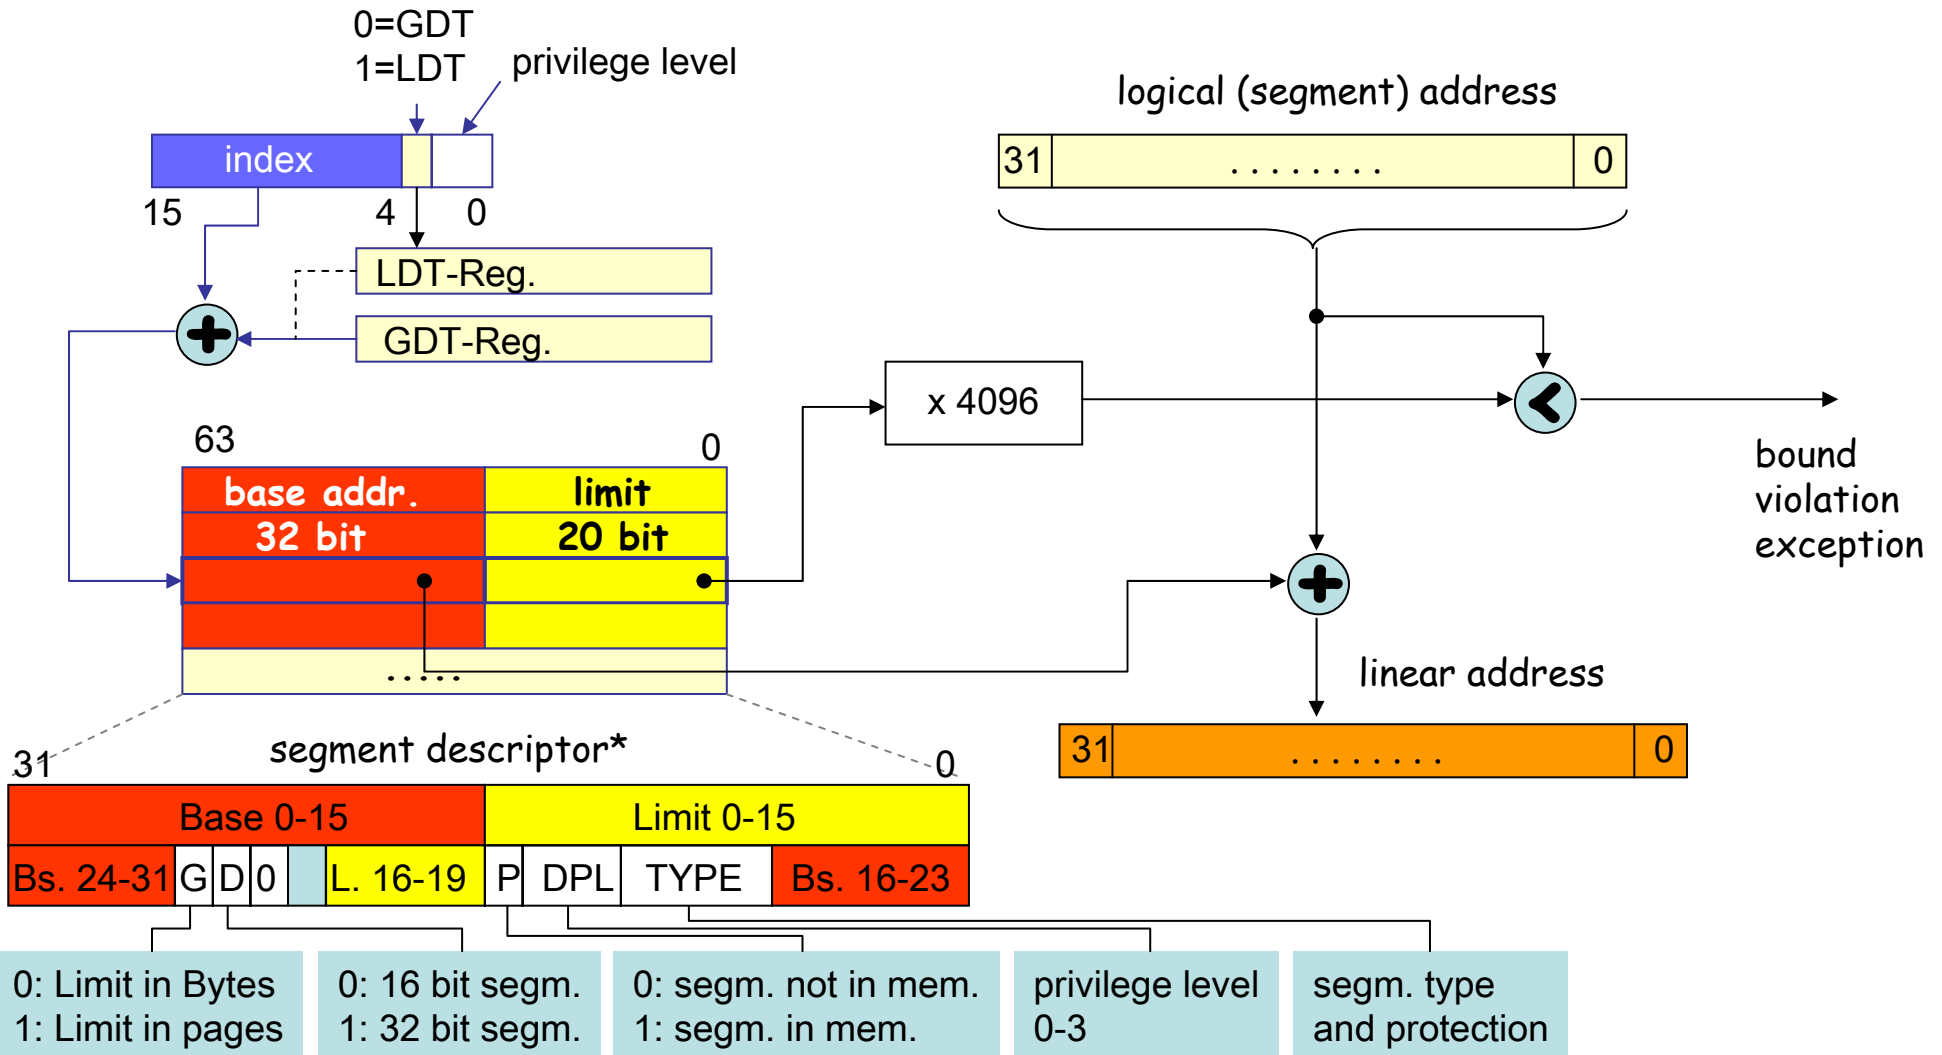 0=GDT
1=LDT
privilege level
logical (segment) address
index
15 4 0
31 ........ 0
LDT-Reg.
GDT-Reg.
x 4096
63 0
base addr. limit
32 bit 20 bit
.....
bound
violation
exception
linear address
31 ........ 0
segment descriptor*
31 0
Base 0-15 Limit 0-15
Bs. 24-31 G D 0 L. 16-19 P DPL TYPE Bs. 16-23
0: Limit in Bytes
1: Limit in pages
0: 16 bit segm.
1: 32 bit segm.
0: segm. not in mem.
1: segm. in mem.
privilege level
0-3
segm. type
and protection